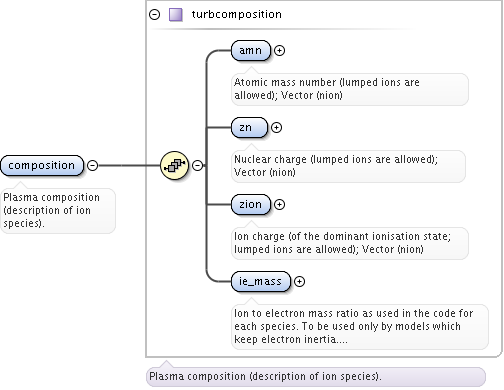 turbcomposition
amn
Atomic mass number (lumped ions are
allowed); Vector (nion)
zn
Nuclear charge (lumped ions are allowed);
Vector (nion)
composition
Plasma composition
(description of ion
species).
zion
Ion charge (of the dominant ionisation state;
lumped ions are allowed); Vector (nion)
ie_mass
Ion to electron mass ratio as used in the code for
each species. To be used only by models which
keep electron inertia....
Plasma composition (description of ion species).